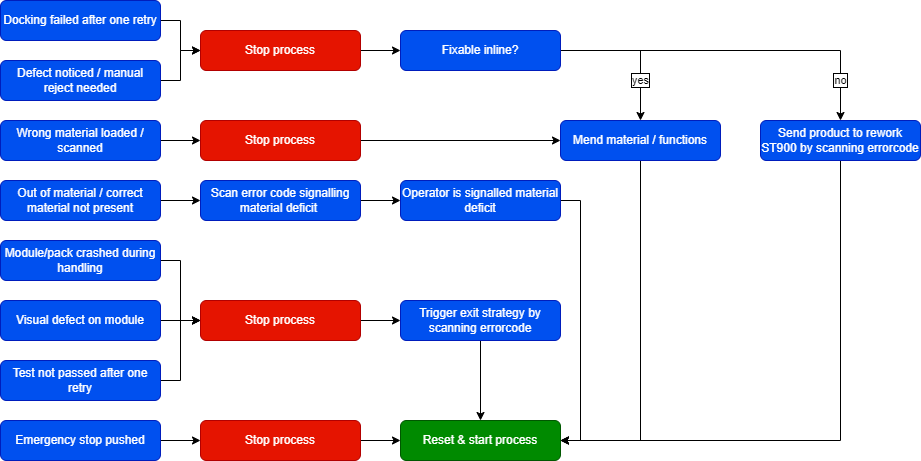 Docking failed after one retry
Stop process
Fixable inline?
Defect noticed / manual
reject needed
yes
no
Wrong material loaded /
scanned
Stop process
Mend material / functions
Send product to rework
ST900 by scanning errorcode
Out of material / correct
material not present
Scan error code signalling
material deficit
Operator is signalled material
deficit
Module/pack crashed during
handling
Visual defect on module
Stop process
Trigger exit strategy by
scanning errorcode
Test not passed after one
retry
Emergency stop pushed
Stop process
Reset & start process